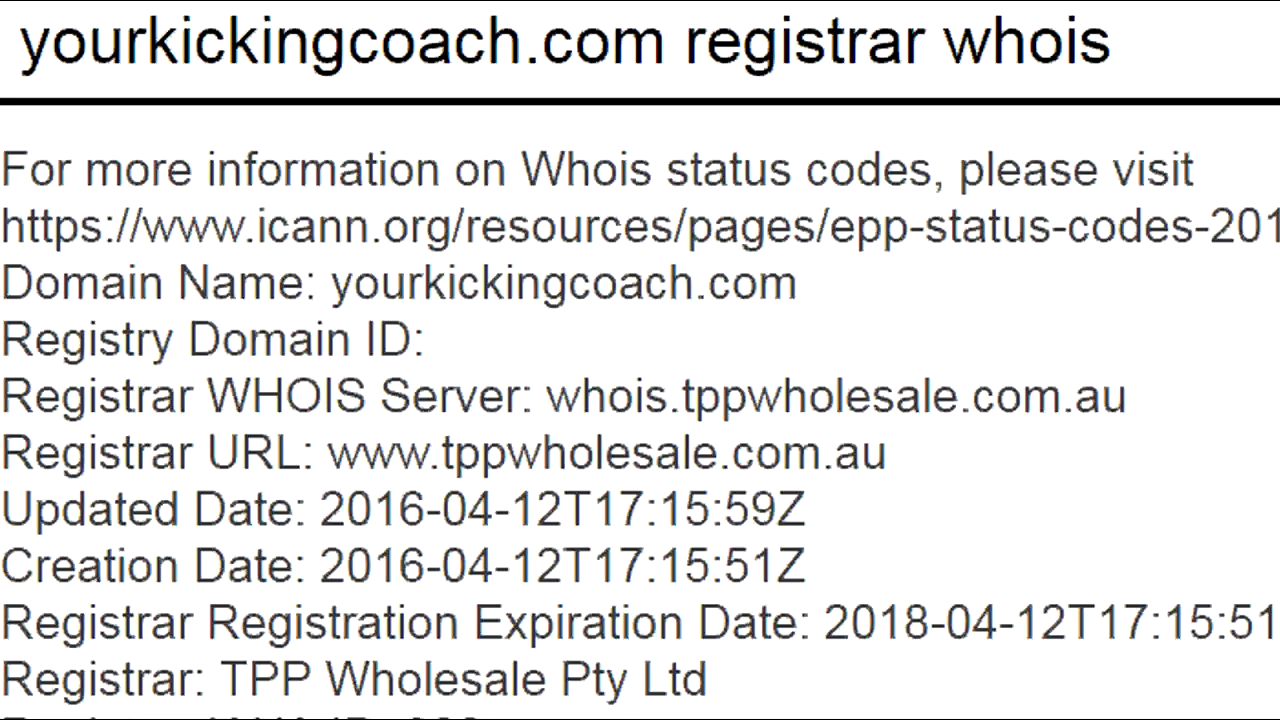 yourkickingcoach.com registrar whois
For more information on Whois status codes, please visit
https://www.icann.org/resources/pages/epp-status-codes-201
Domain Name: yourkickingcoach.com
Registry Domain ID:
Registrar WHOIS Server: whois.tppwholesale.com.au
Registrar URL: www.tppwholesale.com.au
Updated Date: 2016-04-12T17:15:59Z
Creation Date: 2016-04-12T17:15:51Z
Registrar Registration Expiration Date: 2018-04-12T17:15:51
Registrar: TPP Wholesale Pty Ltd